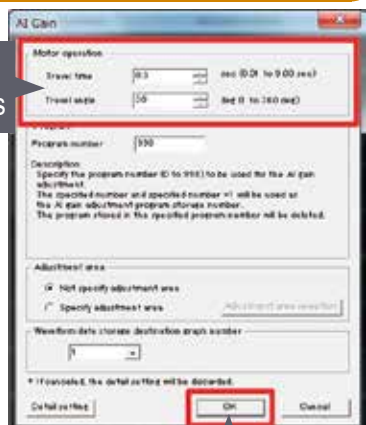 AI Gain
Motor operation
Travel time 0.3 sec (0.01 to 9.00 sec)
Travel angle 30 deg (0 to 360 deg)
S
Program
Program number 998
Description
Specify the program number (0 to 998) to be used for the AI gain
adjustment.
The specified number and specified number +1 will be used as
the AI gain adjustment program storage number.
The program stored in the specified program number will be deleted.
Adjustment area
Not specify adjustment area
Specify adjustment area
Adjustment area selection
Waveform data storage destination graph number
1
* If canceled, the detail setting will be discarded.
Detail setting OK Cancel